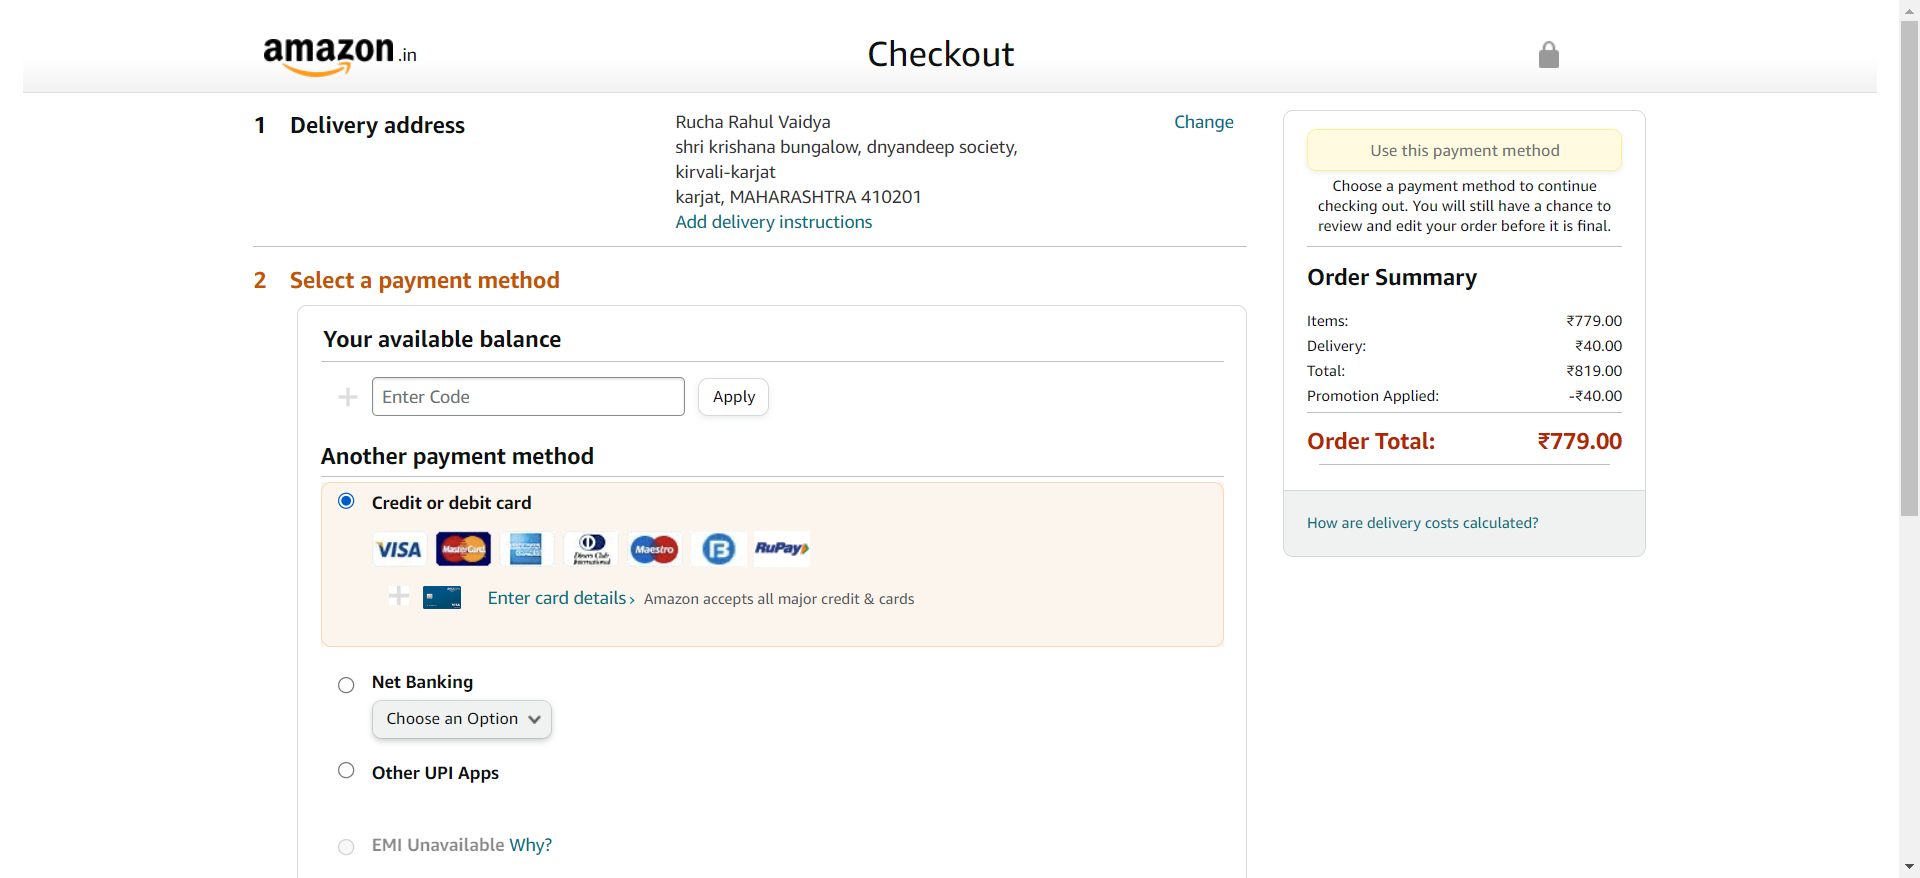 amazon.in
Checkout
1 Delivery address
Rucha Rahul Vaidya
shri krishana bungalow, dnyandeep society,
kirvali-karjat
karjat, MAHARASHTRA 410201
Add delivery instructions
Change
2 Select a payment method
Your available balance
Enter Code
Apply
Another payment method
Credit or debit card
VISA MasterCard Diners Club International Maestro B RuPay
Enter card details › Amazon accepts all major credit & cards
Net Banking
Choose an Option
Other UPI Apps
EMI Unavailable Why?
Use this payment method
Choose a payment method to continue
checking out. You will still have a chance to
review and edit your order before it is final.
Order Summary
Items: ₹779.00
Delivery: ₹40.00
Total: ₹819.00
Promotion Applied: -₹40.00
Order Total: ₹779.00
How are delivery costs calculated?